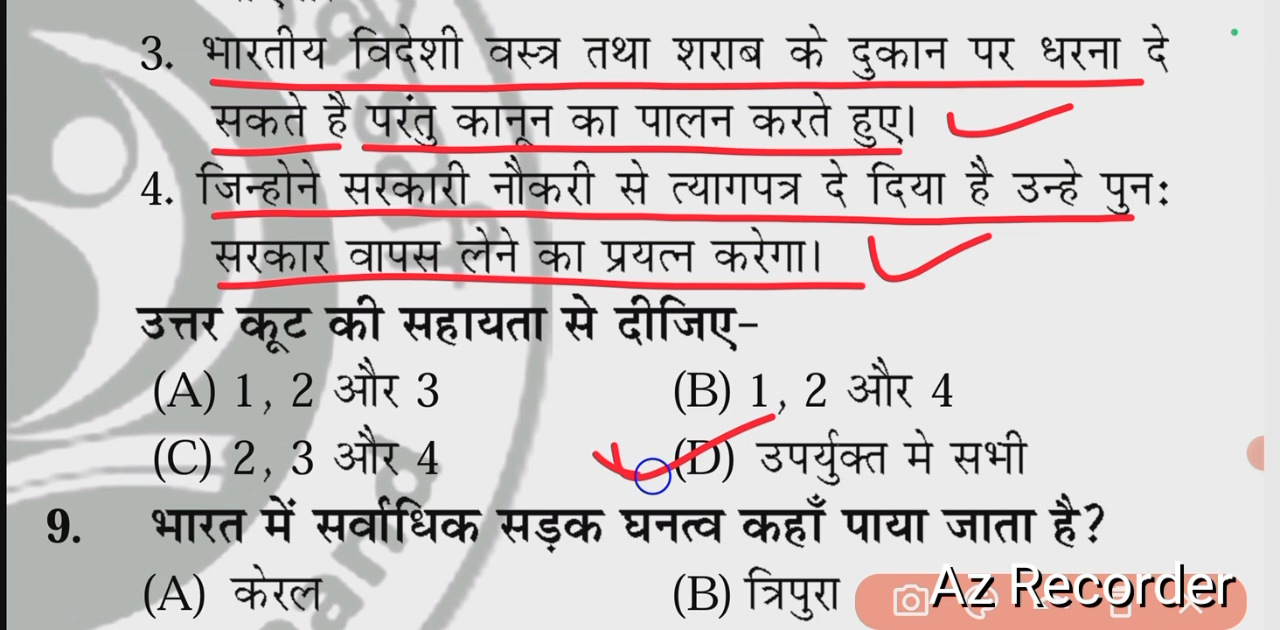 3. भारतीय विदेशी वस्त्र तथा शराब के दुकान पर धरना दे
सकते है परंतु कानून का पालन करते हुए।
4. जिन्होने सरकारी नौकरी से त्यागपत्र दे दिया है उन्हे पुनः
सरकार वापस लेने का प्रयत्न करेगा।
उत्तर कूट की सहायता से दीजिए-
(A) 1, 2 और 3 (B) 1, 2 और 4
(C) 2, 3 और 4 (D) उपर्युक्त मे सभी
9. भारत में सर्वाधिक सड़क घनत्व कहाँ पाया जाता है?
(A) केरल (B) त्रिपुरा
Az Recorder